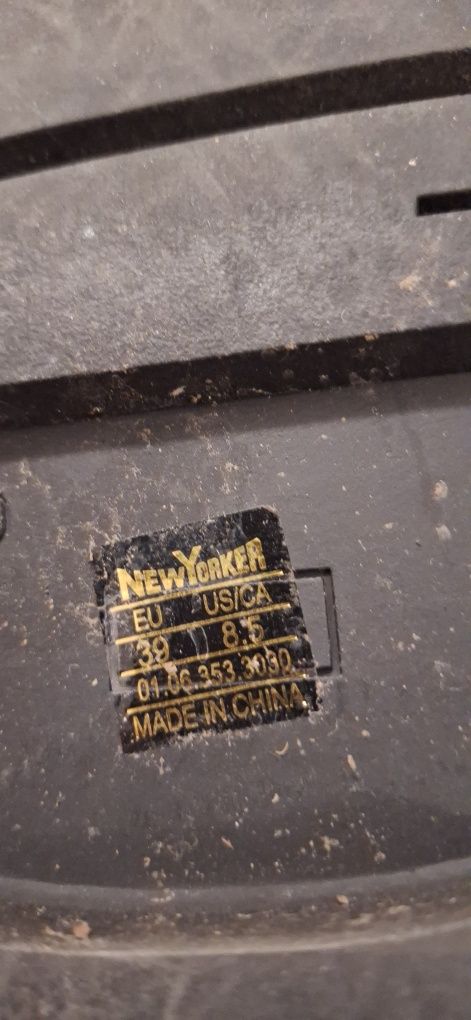 NEWYORKER
EU US/CA
39 8.5
01.06.353.3030
MADE IN CHINA